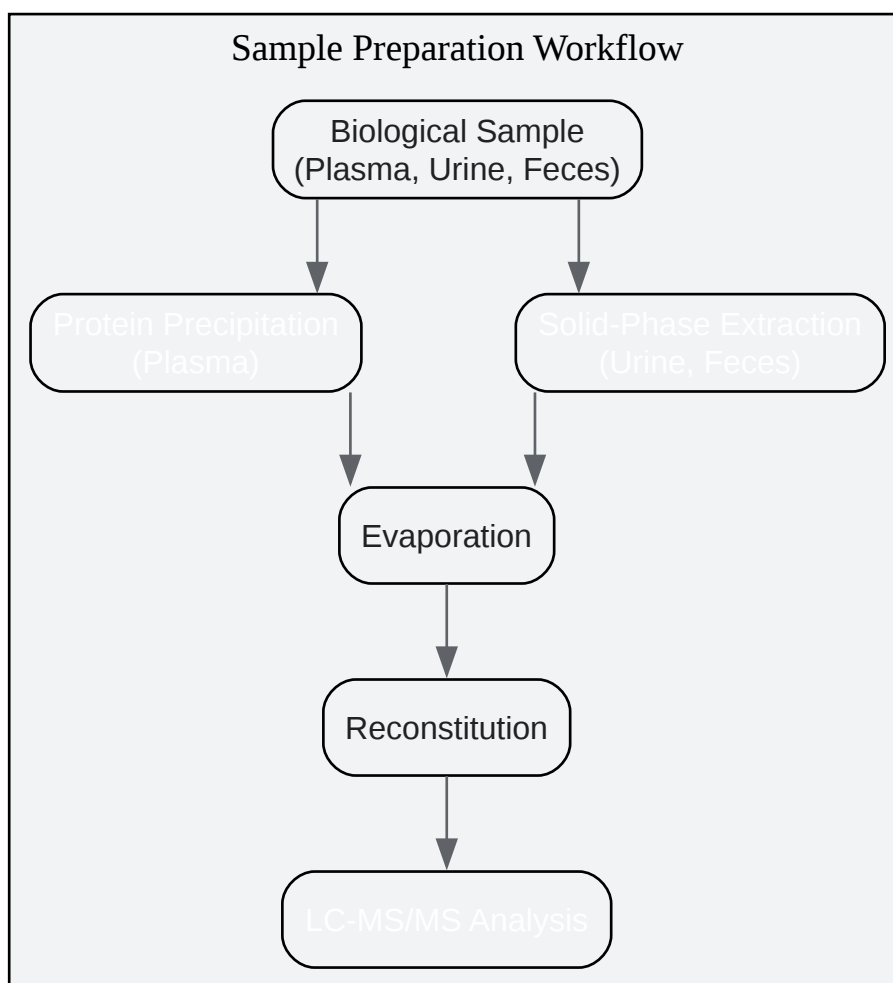 Sample Preparation Workflow
Biological Sample
(Plasma, Urine, Feces)
Protein Precipitation
(Plasma)
Solid-Phase Extraction
(Urine, Feces)
Evaporation
Reconstitution
LC-MS/MS Analysis